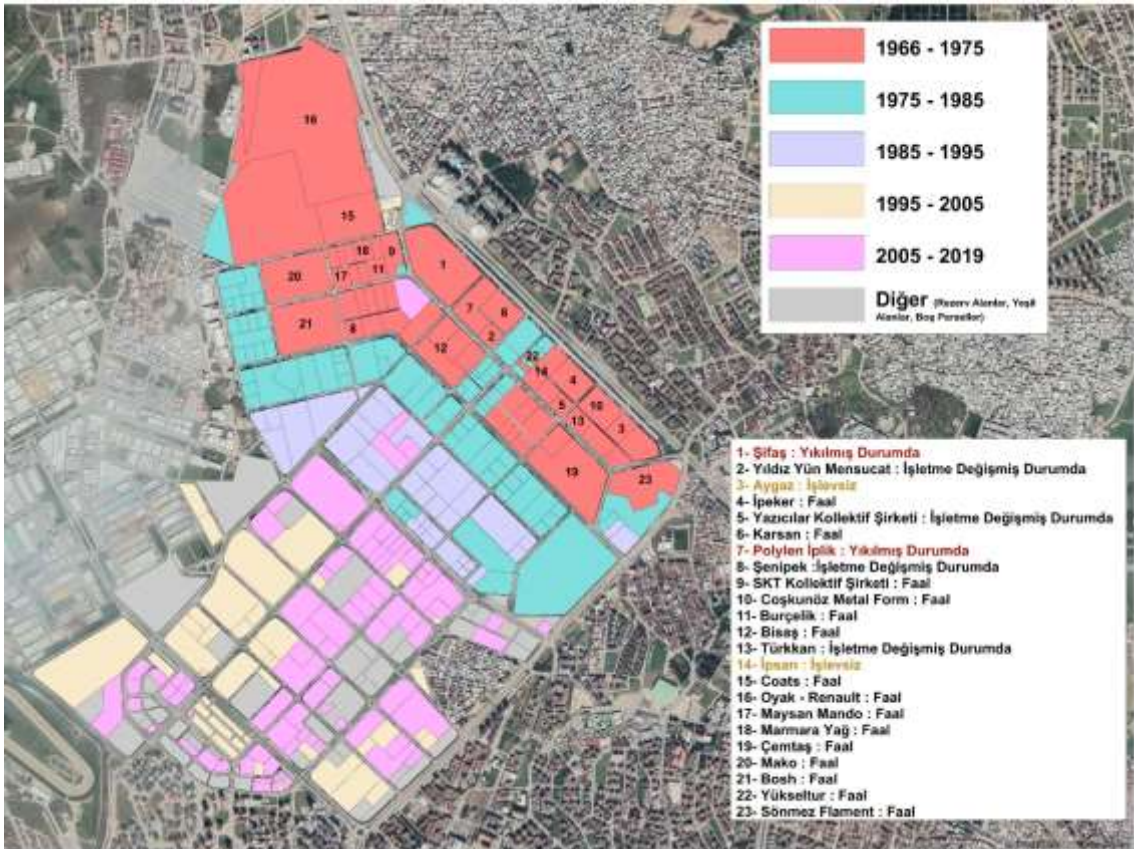 1966 - 1975
1975 - 1985
1985 - 1995
1995 - 2005
2005 - 2019
Diğer (Rezerv Alanlar, Yeşil
Alanlar, Boş Parseller)
16
15
18
9
1
20
17
11
7
6
21
8
2
12
22
14
4
5
10
13
3
19
23
1- Şifaş : Yıkılmış Durumda
2- Yıldız Yün Mensucat : İşletme Değişmiş Durumda
3- Aygaz : İşlevsiz
4- İpeker : Faal
5- Yazıcılar Kollektif Şirketi : İşletme Değişmiş Durumda
6- Karsan : Faal
7- Polylen İplik : Yıkılmış Durumda
8- Şenipek :İşletme Değişmiş Durumda
9- SKT Kollektif Şirketi : Faal
10- Coşkunöz Metal Form : Faal
11- Burçelik : Faal
12- Bisaş : Faal
13- Türkkan : İşletme Değişmiş Durumda
14- İpsan : İşlevsiz
15- Coats : Faal
16- Oyak - Renault : Faal
17- Maysan Mando : Faal
18- Marmara Yağ : Faal
19- Çemtaş : Faal
20- Mako : Faal
21- Bosh : Faal
22- Yükseltur : Faal
23- Sönmez Flament : Faal